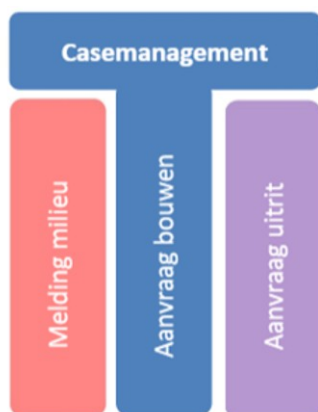 Casemanagement
Melding milieu
Aanvraag bouwen
Aanvraag uitrit